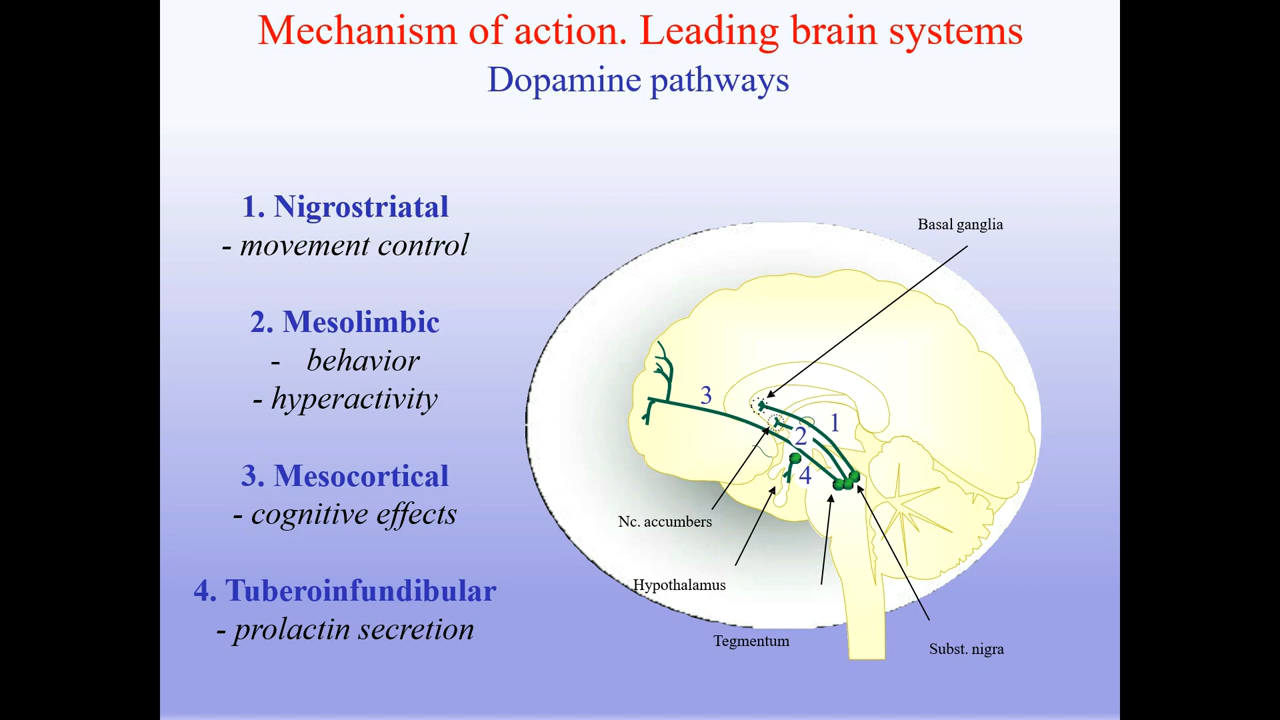 Mechanism of action. Leading brain systems
Dopamine pathways
1. Nigrostriatal
- movement control
2. Mesolimbic
- behavior
- hyperactivity
3. Mesocortical
- cognitive effects
4. Tuberoinfundibular
- prolactin secretion
Basal ganglia
3
1
2
4
Nc. accumbers
Hypothalamus
Tegmentum
Subst. nigra